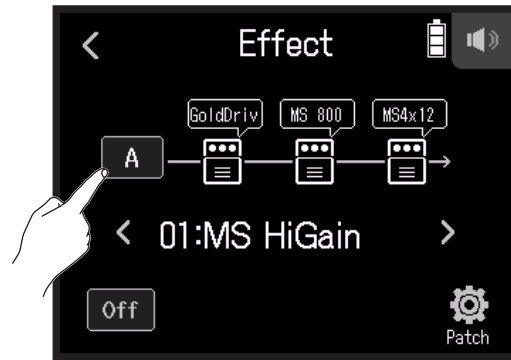 Effect
GoldDriv MS 800 MS4x12
A
01:MS HiGain
Off
Patch